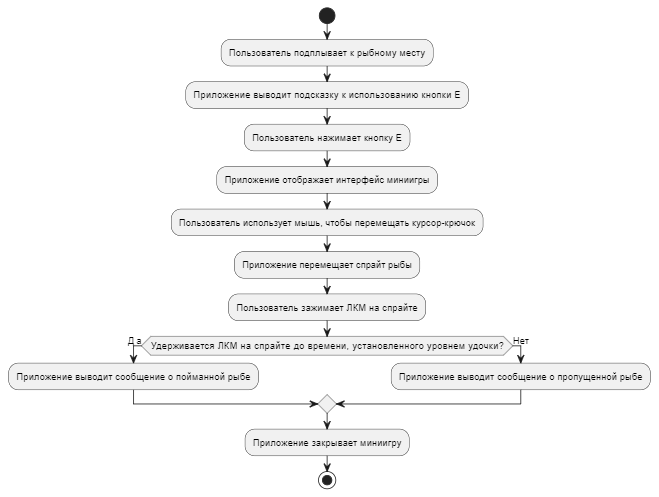 Пользователь подплывает к рыбному месту
Приложение выводит подсказку к использованию кнопки E
Пользователь нажимает кнопку E
Приложение отображает интерфейс миниигры
Пользователь использует мышь, чтобы перемещать курсор-крючок
Приложение перемещает спрайт рыбы
Пользователь зажимает ЛКМ на спрайте
Да
Удерживается ЛКМ на спрайте до времени, установленного уровнем удочки?
Нет
Приложение выводит сообщение о пойманной рыбе
Приложение выводит сообщение о пропущенной рыбе
Приложение закрывает миниигру